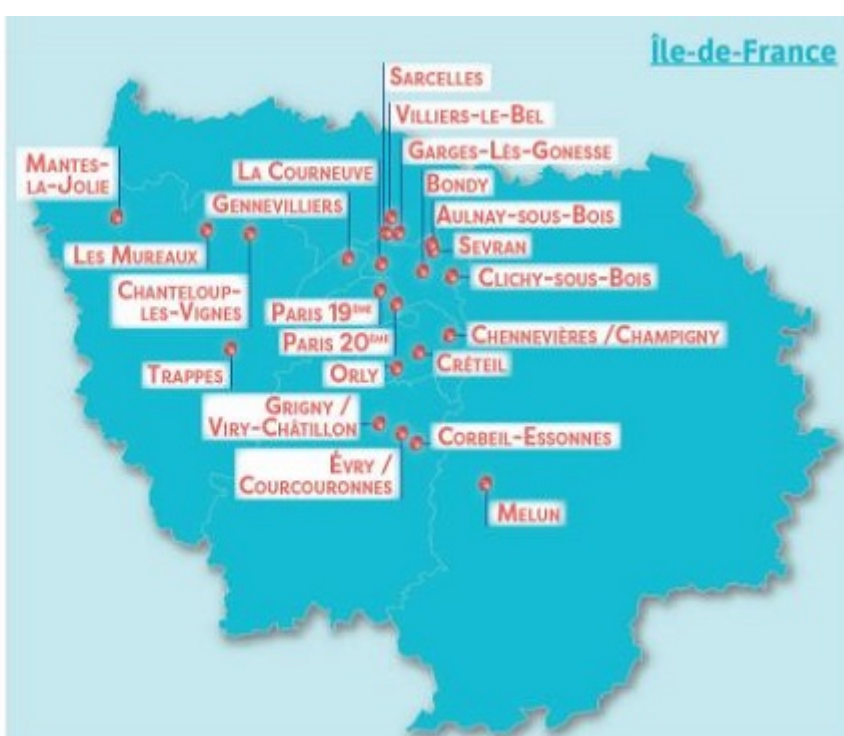 Île-de-France
SARCELLES
VILLIERS-LE-BEL
GARGES-LÈS-GONESSE
MANTES-
LA-JOLIE
LA COURNEUVE
BONDY
GENNEVILLIERS
AULNAY-SOUS-BOIS
LES MUREAUX
SEVRAN
CLICHY-SOUS-BOIS
CHANTELOUP-
LES-VIGNES
PARIS 19ÈME
CHENNEVIÈRES /CHAMPIGNY
PARIS 20ÈME
CRÉTEIL
TRAPPES
ORLY
GRIGNY /
VIRY-CHÂTILLON
CORBEIL-ESSONNES
ÉVRY /
COURCOURONNES
MELUN